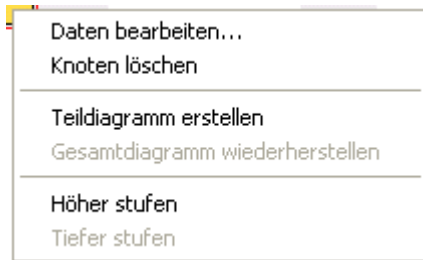 Daten bearbeiten...
Knoten löschen
Teildiagramm erstellen
Gesamtdiagramm wiederherstellen
Höher stufen
Tiefer stufen